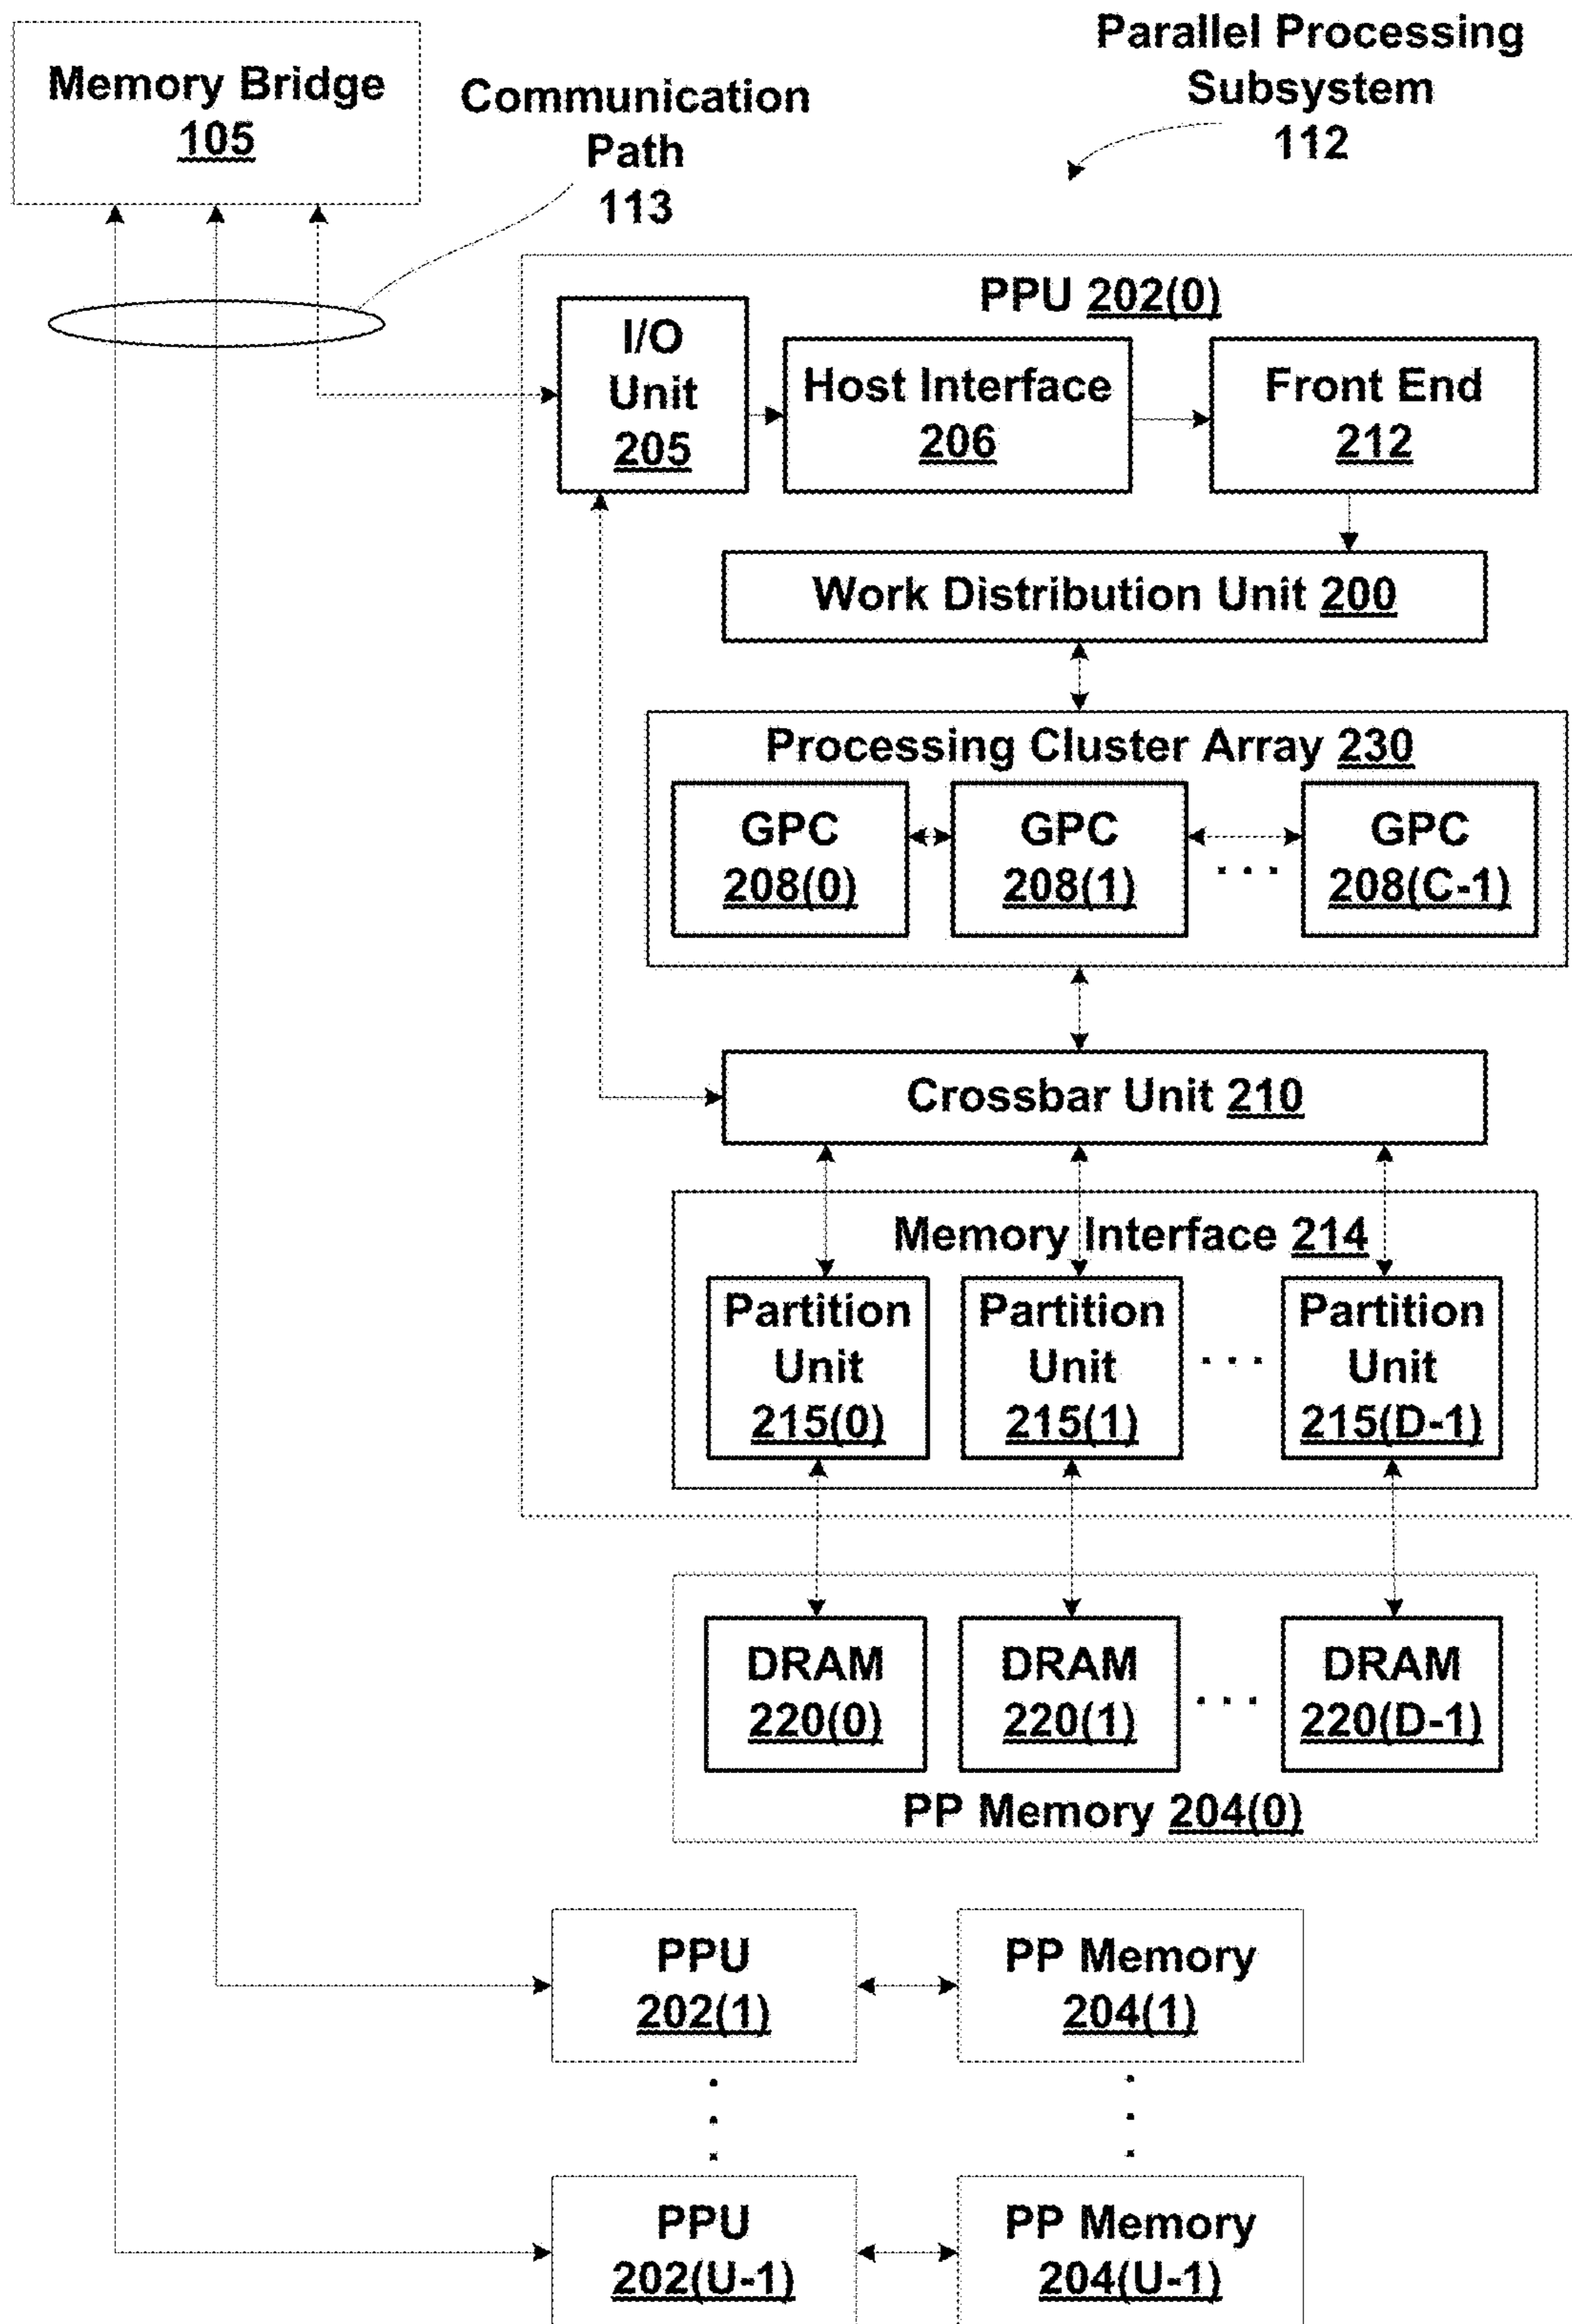 Memory Bridge
105
Communication
Path
113
Parallel Processing
Subsystem
112
PPU 202(0)
I/O
Unit
205
Host Interface
206
Front End
212
Work Distribution Unit 200
Processing Cluster Array 230
GPC
208(0)
GPC
208(1)
. . .
GPC
208(C-1)
Crossbar Unit 210
Memory Interface 214
Partition
Unit
215(0)
Partition
Unit
215(1)
. . .
Partition
Unit
215(D-1)
DRAM
220(0)
DRAM
220(1)
. . .
DRAM
220(D-1)
PP Memory 204(0)
PPU
202(1)
PP Memory
204(1)
PPU
202(U-1)
PP Memory
204(U-1)